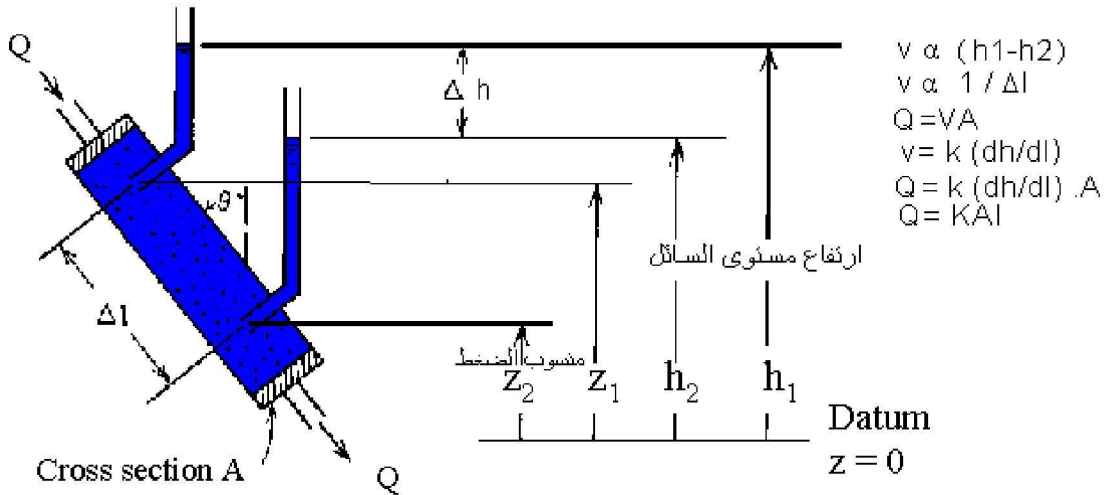 Q
Δ h
θ
Δl
ارتفاع مستوى السائل
منسوب الضغط
z₂
z₁
h₂
h₁
Datum
z = 0
Cross section A
Q
v α (h1-h2)
v α 1 / Δl
Q=VA
v= k (dh/dl)
Q= k (dh/dl) .A
Q= KAI